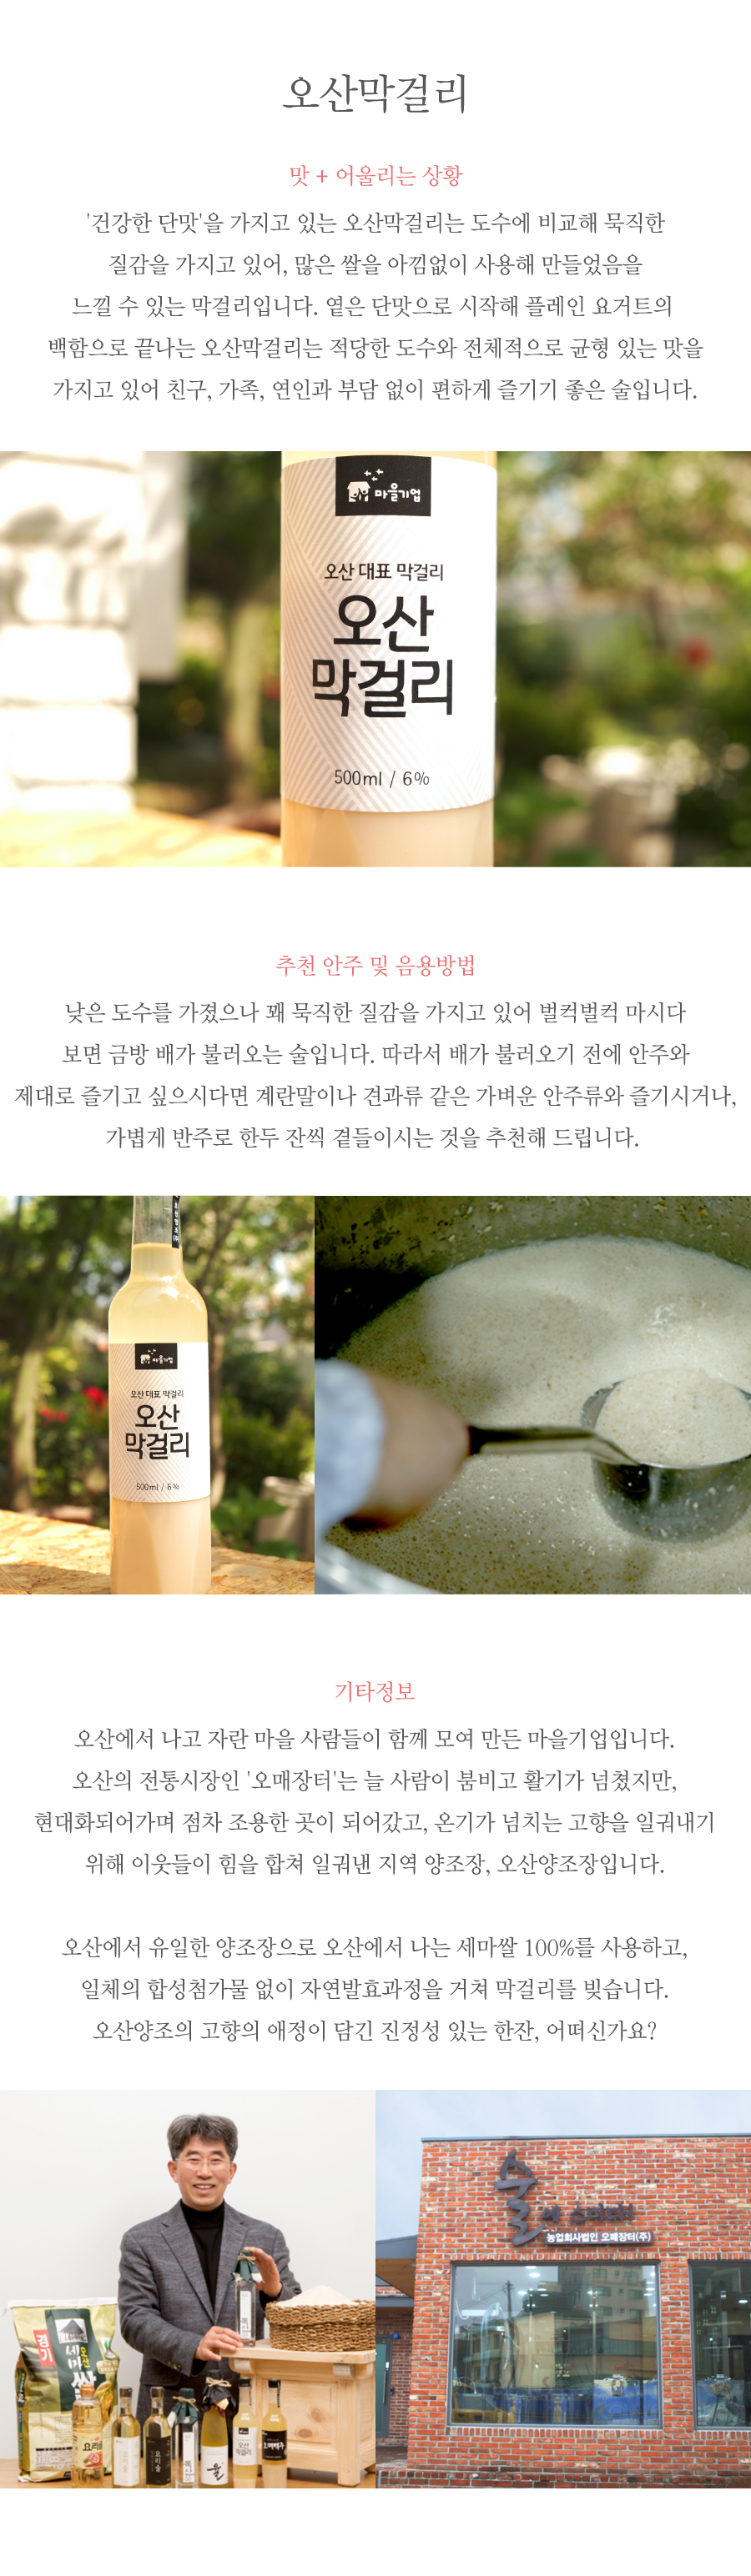 오산막걸리
맛 + 어울리는 상황
'건강한 단맛'을 가지고 있는 오산막걸리는 도수에 비교해 묵직한
질감을 가지고 있어, 많은 쌀을 아낌없이 사용해 만들었음을
느낄 수 있는 막걸리입니다. 옅은 단맛으로 시작해 플레인 요거트의
백함으로 끝나는 오산막걸리는 적당한 도수와 전체적으로 균형 있는 맛을
가지고 있어 친구, 가족, 연인과 부담 없이 편하게 즐기기 좋은 술입니다.
마을기업
오산 대표 막걸리
오산
막걸리
500ml / 6%
추천 안주 및 음용방법
낮은 도수를 가졌으나 꽤 묵직한 질감을 가지고 있어 벌컥벌컥 마시다
보면 금방 배가 불러오는 술입니다. 따라서 배가 불러오기 전에 안주와
제대로 즐기고 싶으시다면 계란말이나 견과류 같은 가벼운 안주류와 즐기시거나,
가볍게 반주로 한두 잔씩 곁들이시는 것을 추천해 드립니다.
마을기업
오산 대표 막걸리
오산
막걸리
500ml / 6%
기타정보
오산에서 나고 자란 마을 사람들이 함께 모여 만든 마을기업입니다.
오산의 전통시장인 '오매장터'는 늘 사람이 붐비고 활기가 넘쳤지만,
현대화되어가며 점차 조용한 곳이 되어갔고, 온기가 넘치는 고향을 일궈내기
위해 이웃들이 힘을 합쳐 일궈낸 지역 양조장, 오산양조장입니다.
오산에서 유일한 양조장으로 오산에서 나는 세마쌀 100%를 사용하고,
일체의 합성첨가물 없이 자연발효과정을 거쳐 막걸리를 빚습니다.
오산양조의 고향의 애정이 담긴 진정성 있는 한잔, 어떠신가요?
경기
세마쌀
요리술
요리술
오산
막걸리
술
농업회사법인 오매장터(주)